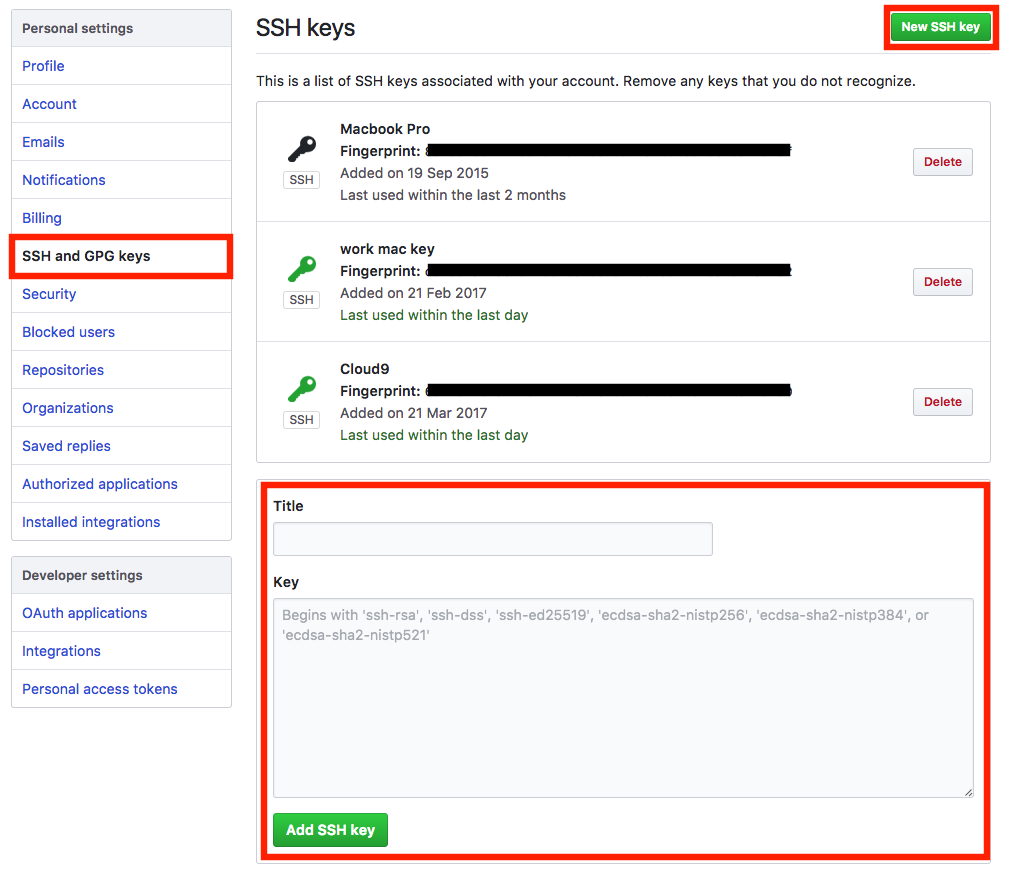 Personal settings
Profile
Account
Emails
Notifications
Billing
SSH and GPG keys
Security
Blocked users
Repositories
Organizations
Saved replies
Authorized applications
Installed integrations
Developer settings
OAuth applications
Integrations
Personal access tokens
SSH keys
New SSH key
This is a list of SSH keys associated with your account. Remove any keys that you do not recognize.
Macbook Pro
Fingerprint:
Added on 19 Sep 2015
Last used within the last 2 months
SSH
Delete
work mac key
Fingerprint:
Added on 21 Feb 2017
Last used within the last day
SSH
Delete
Cloud9
Fingerprint:
Added on 21 Mar 2017
Last used within the last day
SSH
Delete
Title
Key
Begins with 'ssh-rsa', 'ssh-dss', 'ssh-ed25519', 'ecdsa-sha2-nistp256', 'ecdsa-sha2-nistp384', or
'ecdsa-sha2-nistp521'
Add SSH key